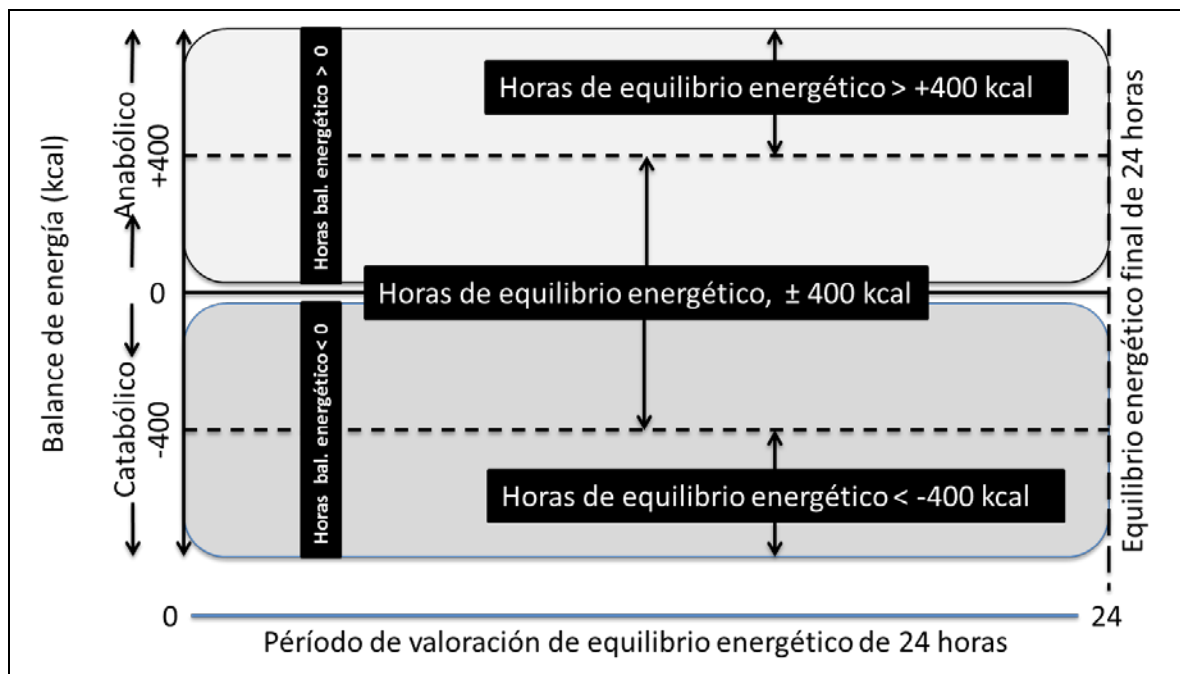 Balance de energía (kcal)
Anabólico
Catabólico
+400
0
-400
Horas bal. energético > 0
Horas bal. energético < 0
Horas de equilibrio energético > +400 kcal
Horas de equilibrio energético, ± 400 kcal
Horas de equilibrio energético < -400 kcal
Equilibrio energético final de 24 horas
0
24
Período de valoración de equilibrio energético de 24 horas